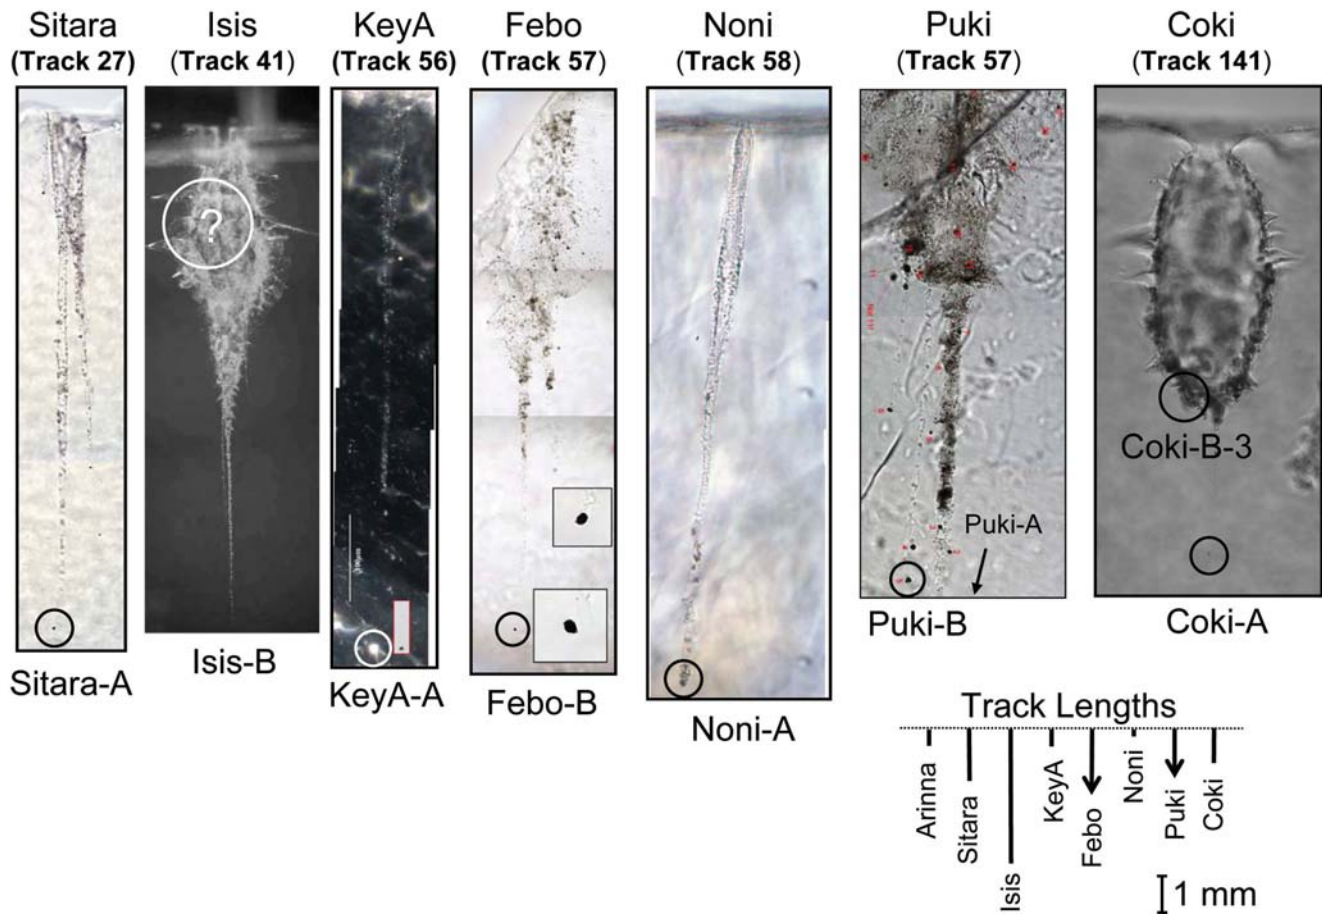 Sitara
(Track 27)
Isis
(Track 41)
KeyA
(Track 56)
Febo
(Track 57)
Noni
(Track 58)
Puki
(Track 57)
Coki
(Track 141)
?
Sitara-A
Isis-B
KeyA-A
Febo-B
Noni-A
Puki-A
Puki-B
Coki-B-3
Coki-A
Track Lengths
Arinna
Sitara
Isis
KeyA
Febo
Noni
Puki
Coki
1 mm